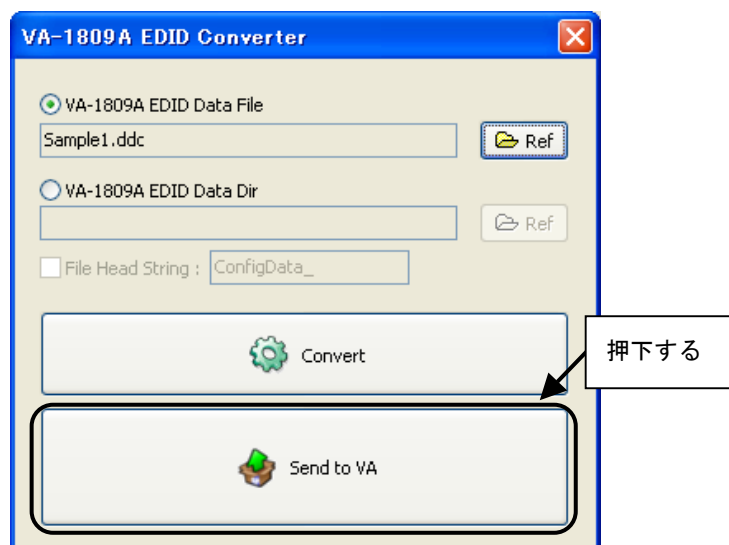 VA-1809A EDID Converter
VA-1809A EDID Data File
Sample1.ddc
Ref
VA-1809A EDID Data Dir
Ref
File Head String :
ConfigData_
Convert
押下する
Send to VA